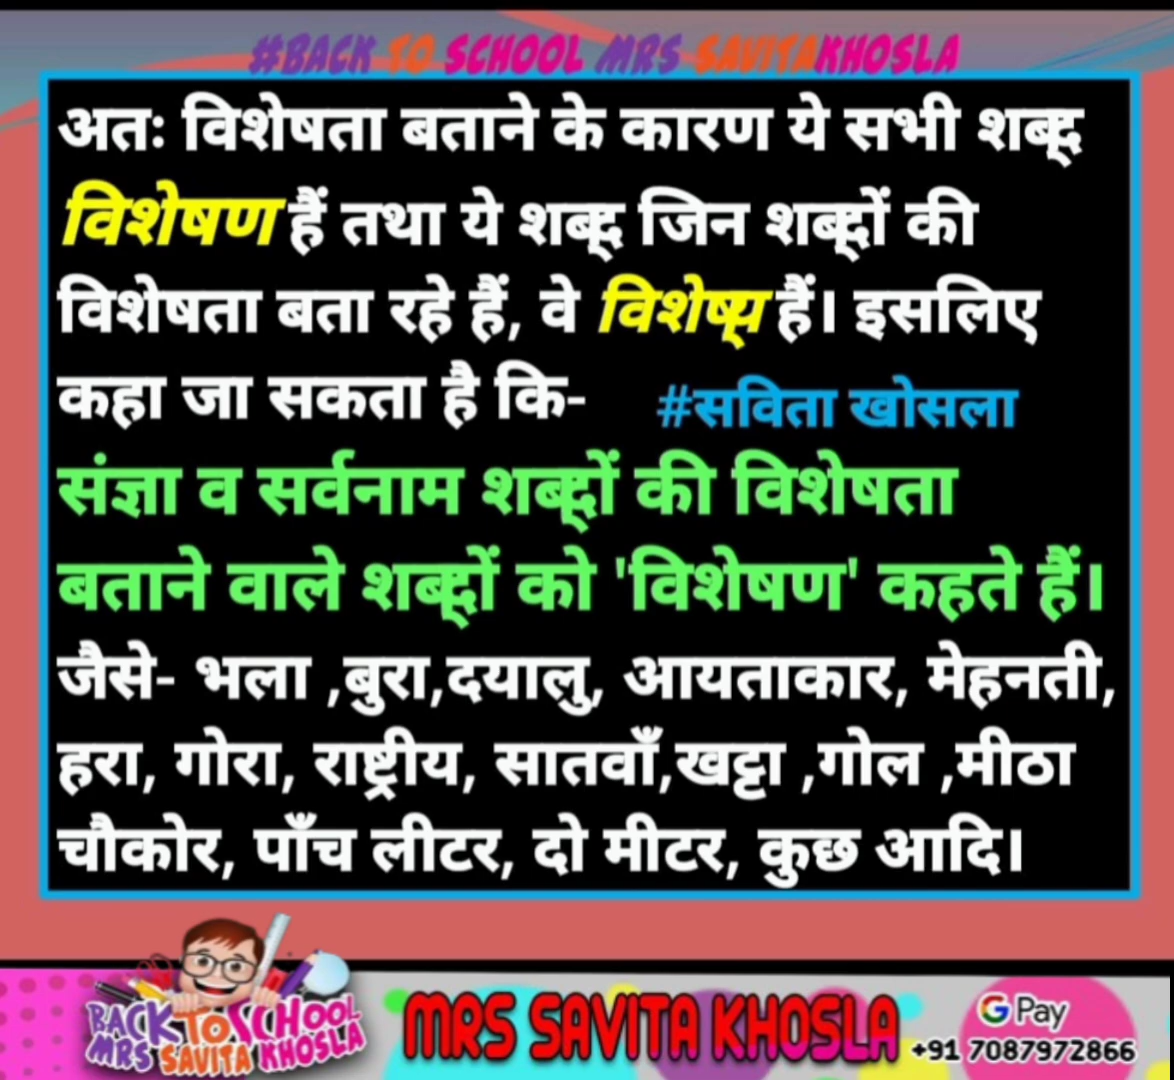 #BACK TO SCHOOL MRS SAVITAKHOSLA
अतः विशेषता बताने के कारण ये सभी शब्द
विशेषण हैं तथा ये शब्द जिन शब्दों की
विशेषता बता रहे हैं, वे विशेष्य हैं। इसलिए
कहा जा सकता है कि- #सविता खोसला
संज्ञा व सर्वनाम शब्दों की विशेषता
बताने वाले शब्दों को 'विशेषण' कहते हैं।
जैसे- भला ,बुरा,दयालु, आयताकार, मेहनती,
हरा, गोरा, राष्ट्रीय, सातवाँ,खट्टा ,गोल ,मीठा
चौकोर, पाँच लीटर, दो मीटर, कुछ आदि।
BACK TO SCHOOL
MRS SAVITA KHOSLA
MRS SAVITA KHOSLA
G Pay
+91 7087972866